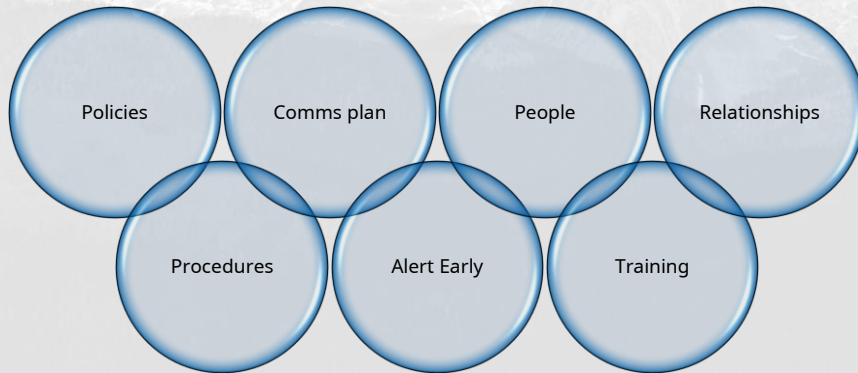 Policies
Comms plan
People
Relationships
Procedures
Alert Early
Training